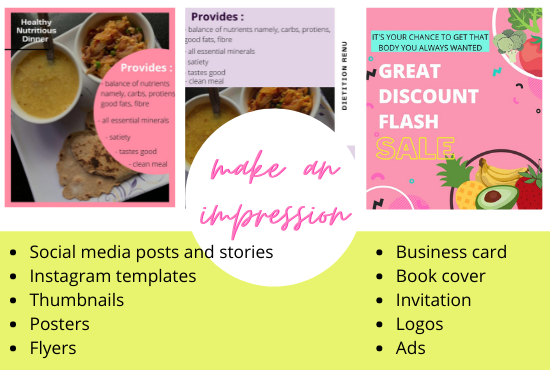 Healthy
Nutritious
Dinner
Provides :
- balance of nutrients
namely, carbs, protiens,
good fats, fibre
- all essential minerals
- satiety
- tastes good
- clean meal
Provides :
- balance of nutrients namely, carbs, protiens,
good fats, fibre
- all essential minerals
- satiety
- tastes good
- clean meal
DIETITION RENU
IT'S YOUR CHANCE TO GET THAT
BODY YOU ALWAYS WANTED
GREAT
DISCOUNT
FLASH
SALE
make an
impression
• Social media posts and stories
• Instagram templates
• Thumbnails
• Posters
• Flyers
• Business card
• Book cover
• Invitation
• Logos
• Ads